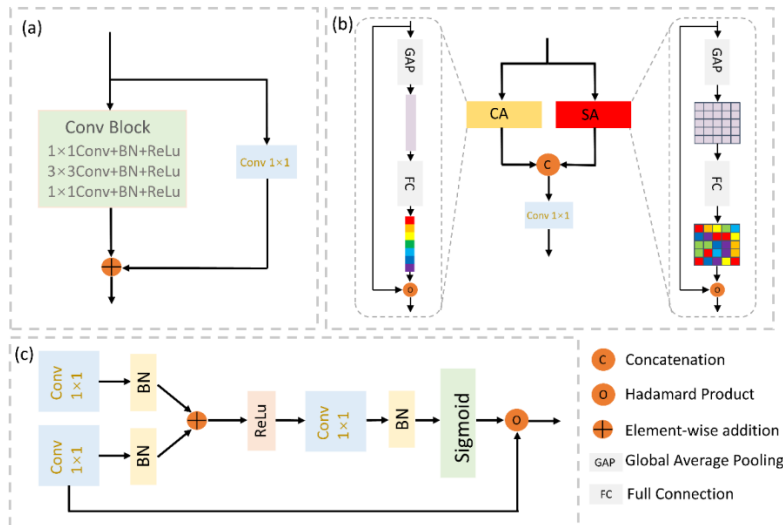 (a)
Conv Block
1×1Conv+BN+ReLu
3×3Conv+BN+ReLu
1×1Conv+BN+ReLu
Conv 1×1
(b)
GAP
FC
O
CA
SA
C
Conv 1×1
GAP
FC
O
(c)
Conv
1×1
BN
Conv
1×1
BN
ReLu
Conv
1×1
BN
Sigmoid
O
C Concatenation
O Hadamard Product
Element-wise addition
GAP Global Average Pooling
FC Full Connection